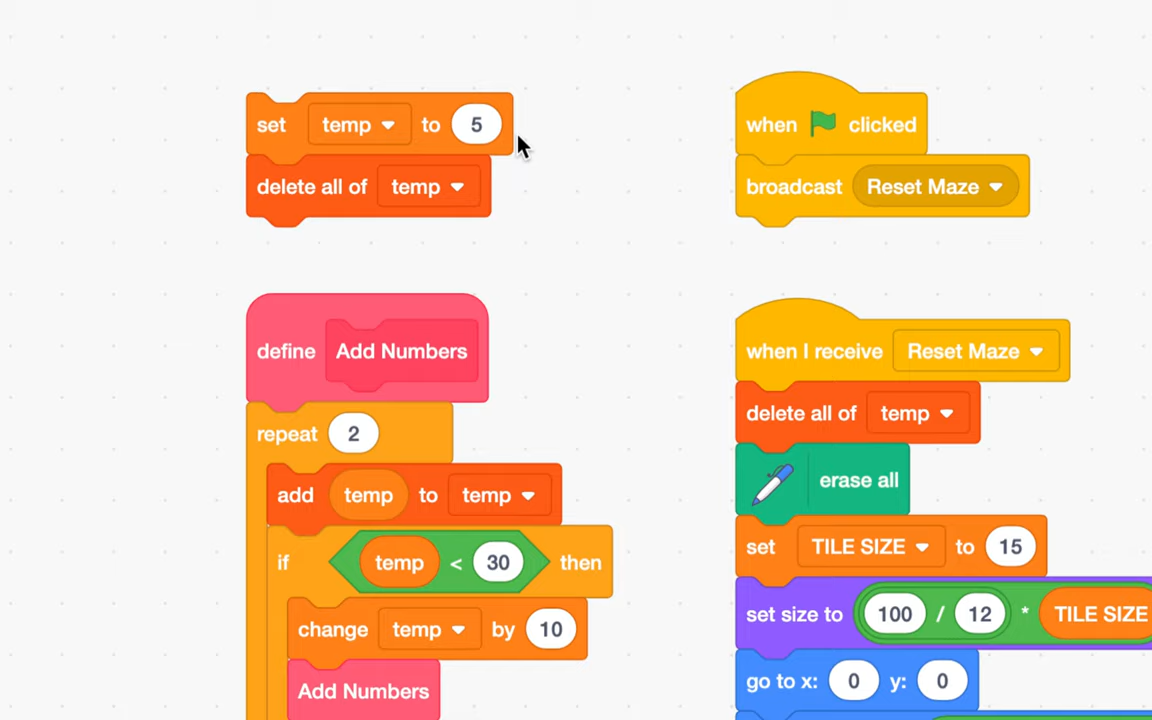 set temp to 5
delete all of temp
define Add Numbers
repeat 2
add temp to temp
if temp < 30 then
change temp by 10
Add Numbers
when clicked
broadcast Reset Maze
when I receive Reset Maze
delete all of temp
erase all
set TILE SIZE to 15
set size to 100 / 12 * TILE SIZE
go to x: 0 y: 0